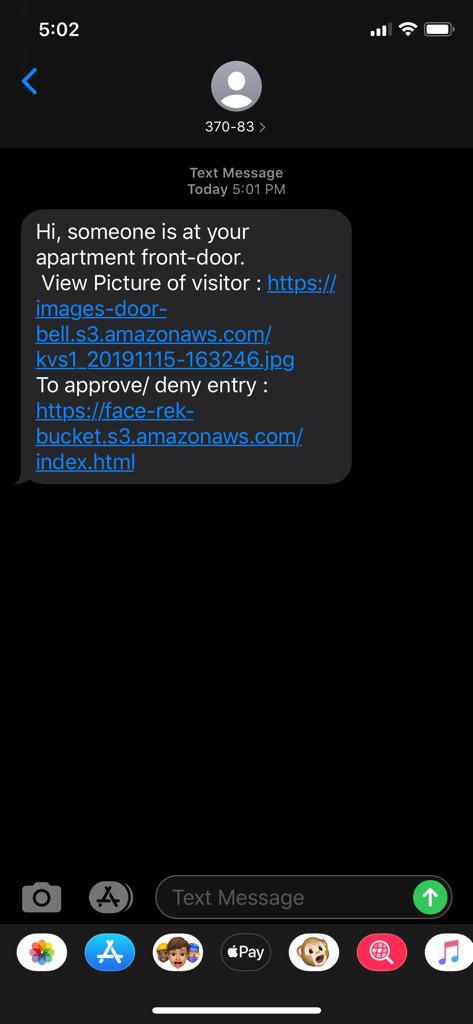 5:02
370-83
Text Message
Today 5:01 PM
Hi, someone is at your
apartment front-door.
View Picture of visitor : https://
images-door-
bell.s3.amazonaws.com/
kvs1_20191115-163246.jpg
To approve/ deny entry :
https://face-rek-
bucket.s3.amazonaws.com/
index.html
Text Message
Pay